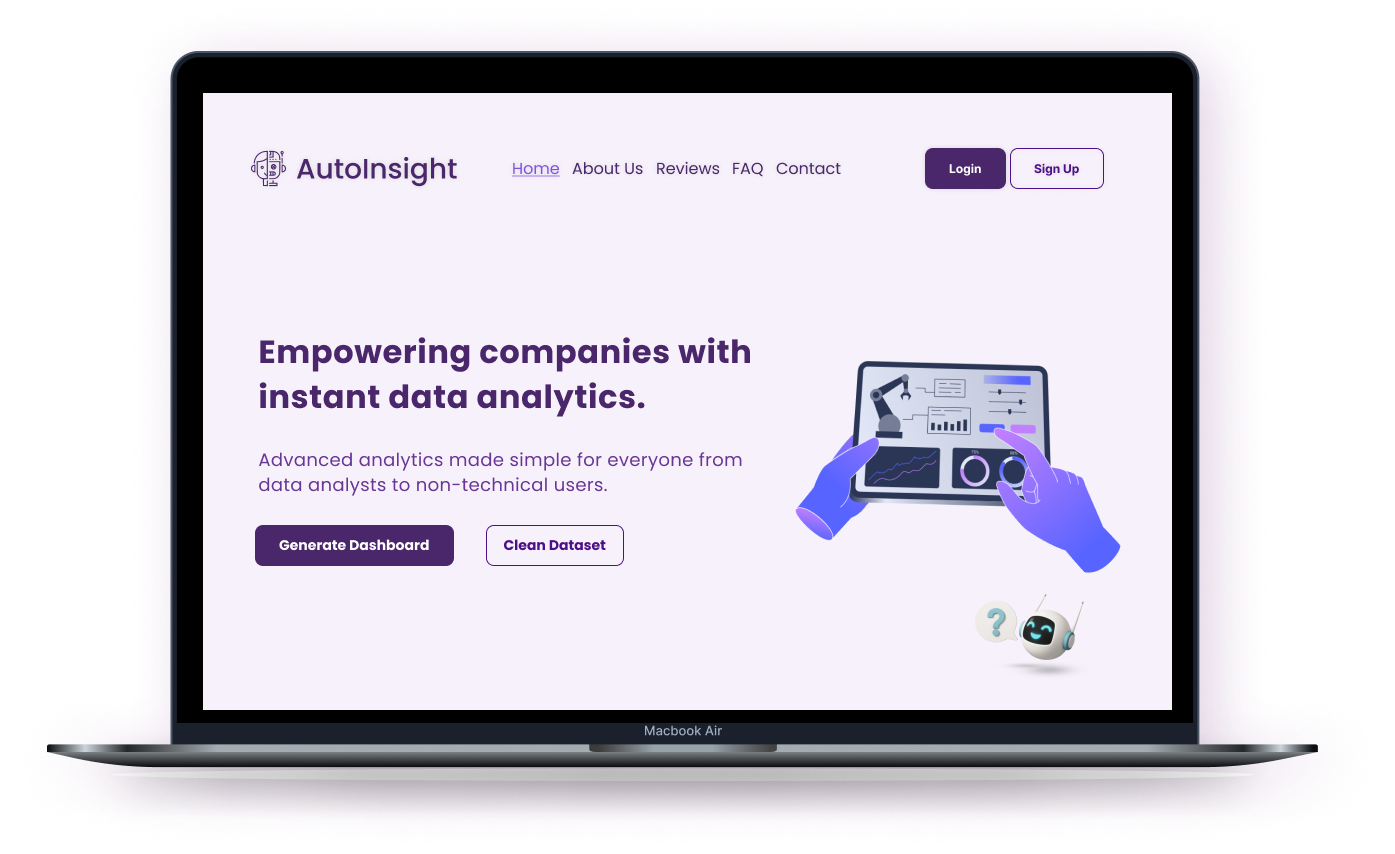 AutoInsight
Home About Us Reviews FAQ Contact
Login
Sign Up
Empowering companies with
instant data analytics.
Advanced analytics made simple for everyone from
data analysts to non-technical users.
Generate Dashboard
Clean Dataset
75%
?
Macbook Air